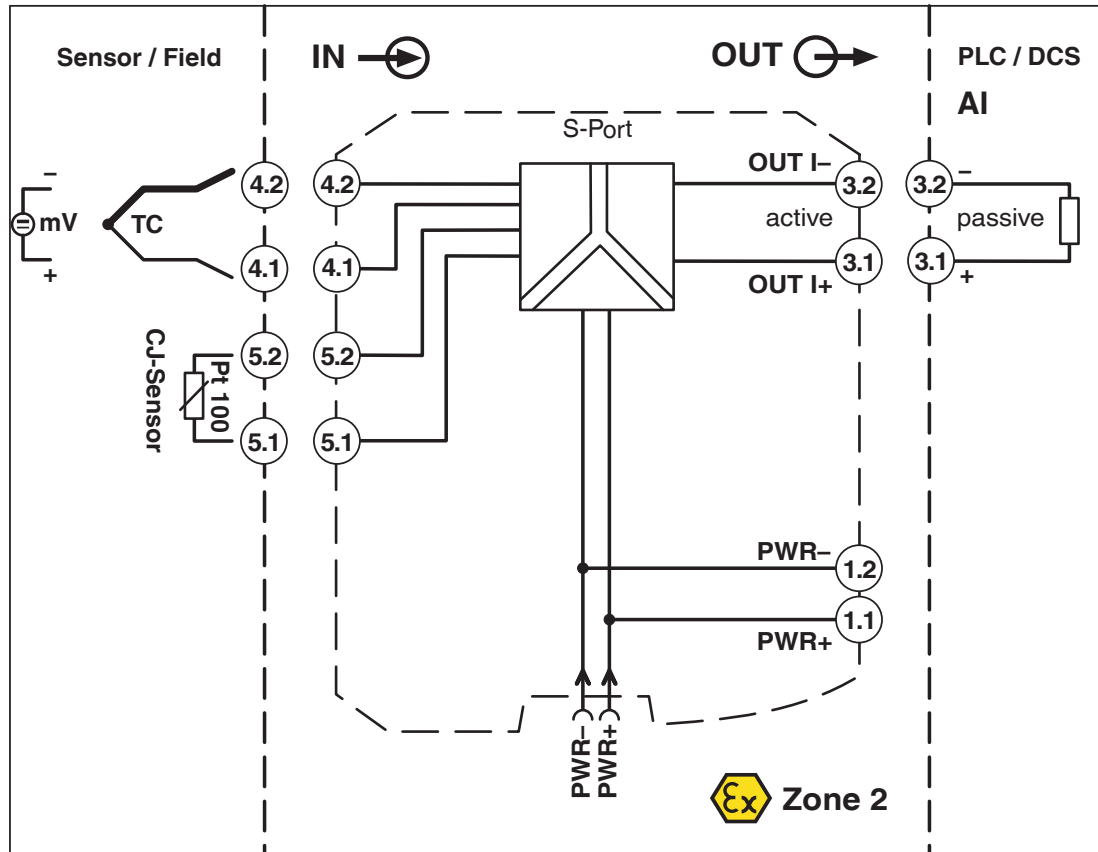 Sensor / Field
IN
OUT
PLC / DCS
AI
S-Port
–
mV
+
TC
4.2
4.1
CJ-Sensor
Pt 100
5.2
5.1
4.2
4.1
5.2
5.1
OUT I–
active
OUT I+
3.2
3.1
3.2
–
passive
3.1
+
PWR–
1.2
1.1
PWR+
PWR–
PWR+
Ex
Zone 2